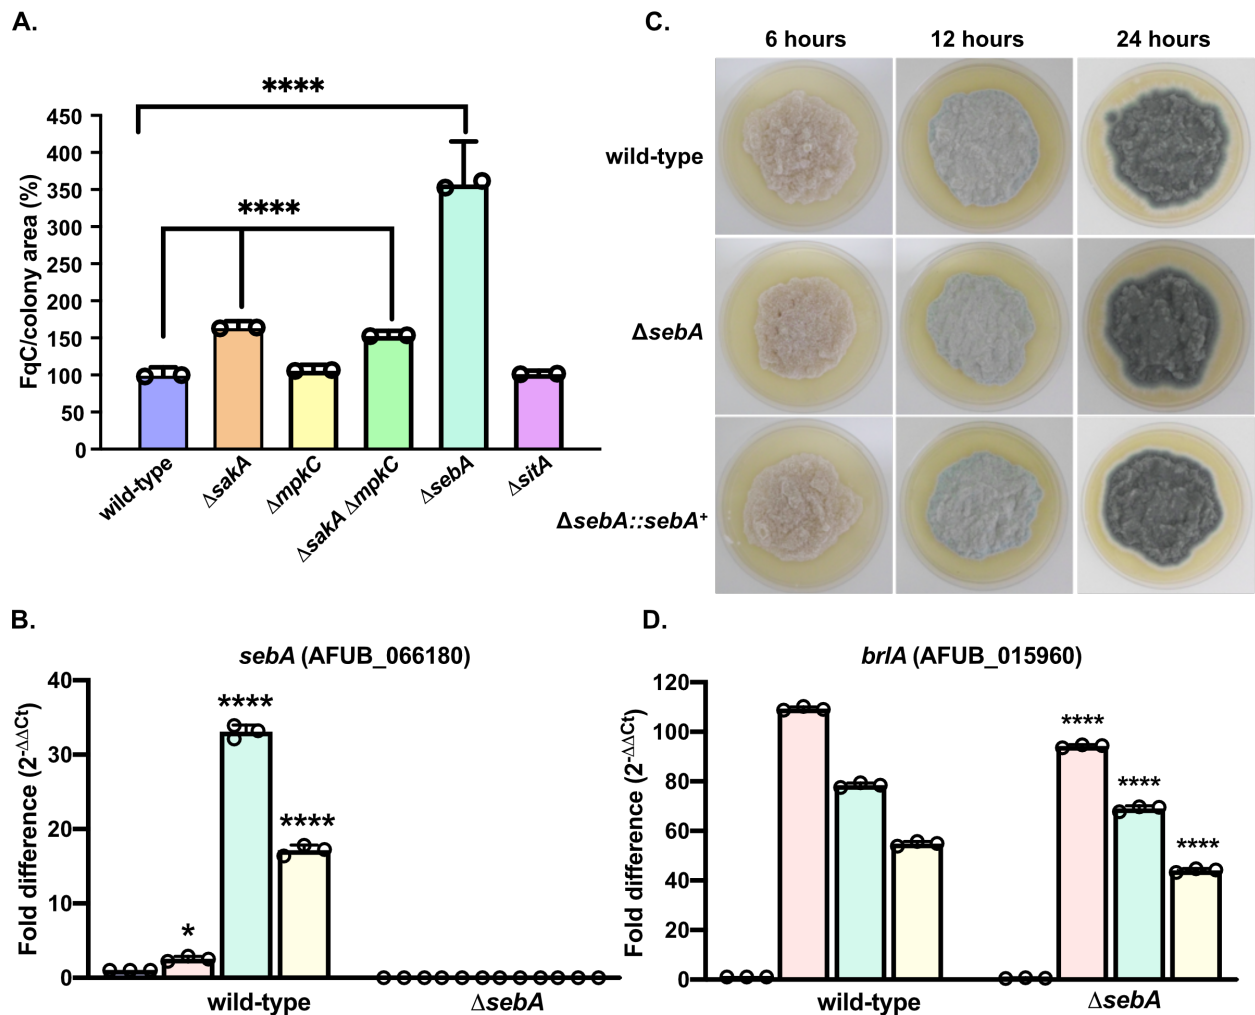 A.
****
****
FqC/colony area (%)
450
400
350
300
250
200
150
100
50
0
wild-type
ΔsakA
ΔmpkC
ΔsakA ΔmpkC
ΔsebA
ΔsitA
C.
6 hours
12 hours
24 hours
wild-type
ΔsebA
ΔsebA::sebA⁺
B.
sebA (AFUB_066180)
Fold difference (2^-ΔΔCt)
40
30
20
10
0
*
****
****
wild-type
ΔsebA
D.
brlA (AFUB_015960)
Fold difference (2^-ΔΔCt)
120
100
80
60
40
20
0
****
****
****
wild-type
ΔsebA